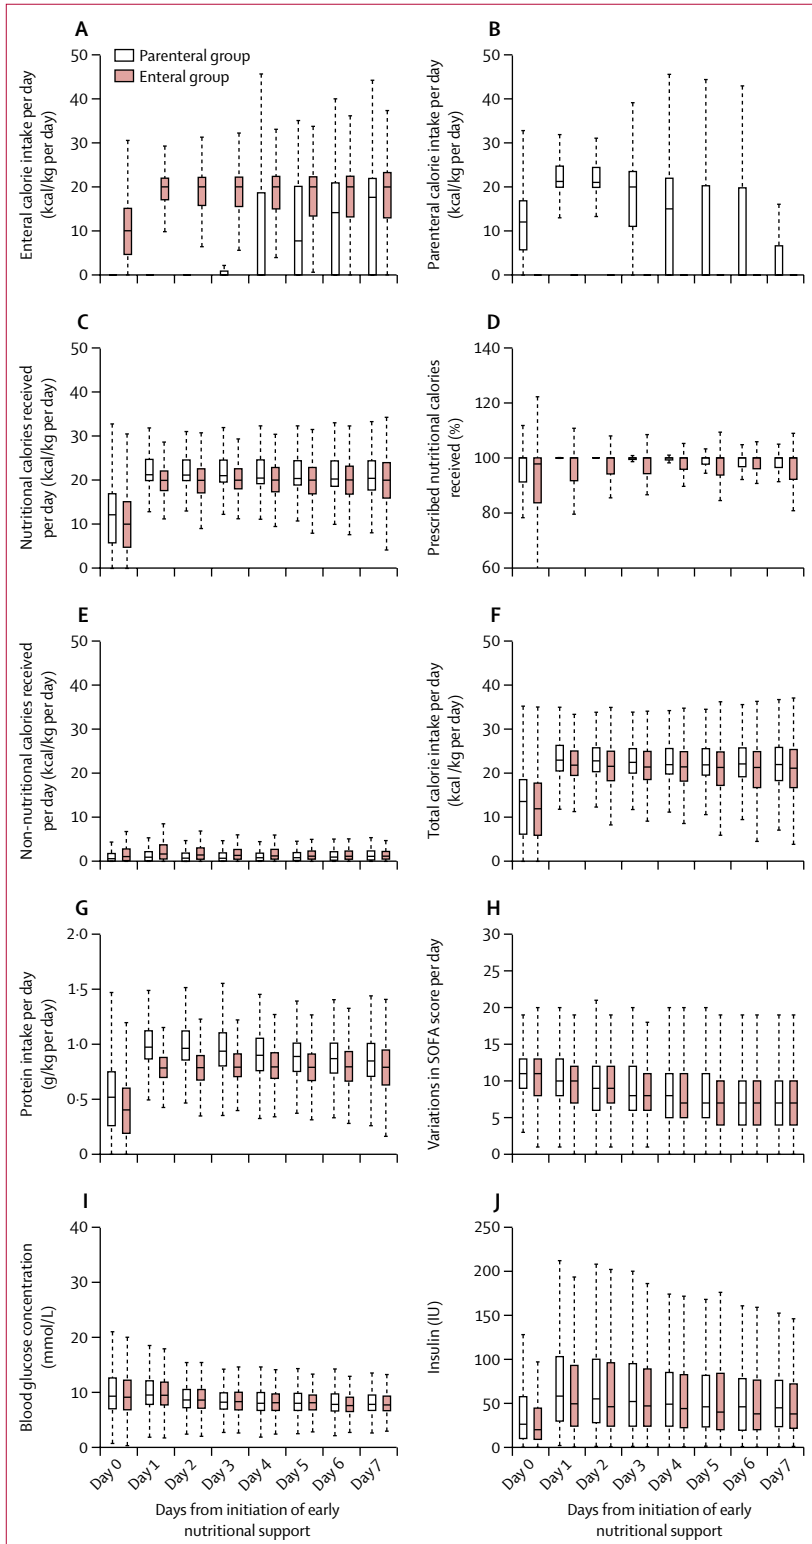 A
Enteral calorie intake per day
(kcal/kg per day)
50
40
30
20
10
0
Parenteral group
Enteral group
B
Parenteral calorie intake per day
(kcal/kg per day)
50
40
30
20
10
0
C
Nutritional calories received
per day (kcal/kg per day)
50
40
30
20
10
0
D
Prescribed nutritional calories
received (%)
140
120
100
80
60
E
Non-nutritional calories received
per day (kcal/kg per day)
50
40
30
20
10
0
F
Total calorie intake per day
(kcal /kg per day)
50
40
30
20
10
0
G
Protein intake per day
(g/kg per day)
2·0
1·5
1·0
0·5
0
H
Variations in SOFA score per day
30
25
20
15
10
5
0
I
Blood glucose concentration
(mmol/L)
40
30
20
10
0
Day 0
Day 1
Day 2
Day 3
Day 4
Day 5
Day 6
Day 7
Days from initiation of early
nutritional support
J
Insulin (IU)
250
200
150
100
50
0
Day 0
Day 1
Day 2
Day 3
Day 4
Day 5
Day 6
Day 7
Days from initiation of early
nutritional support